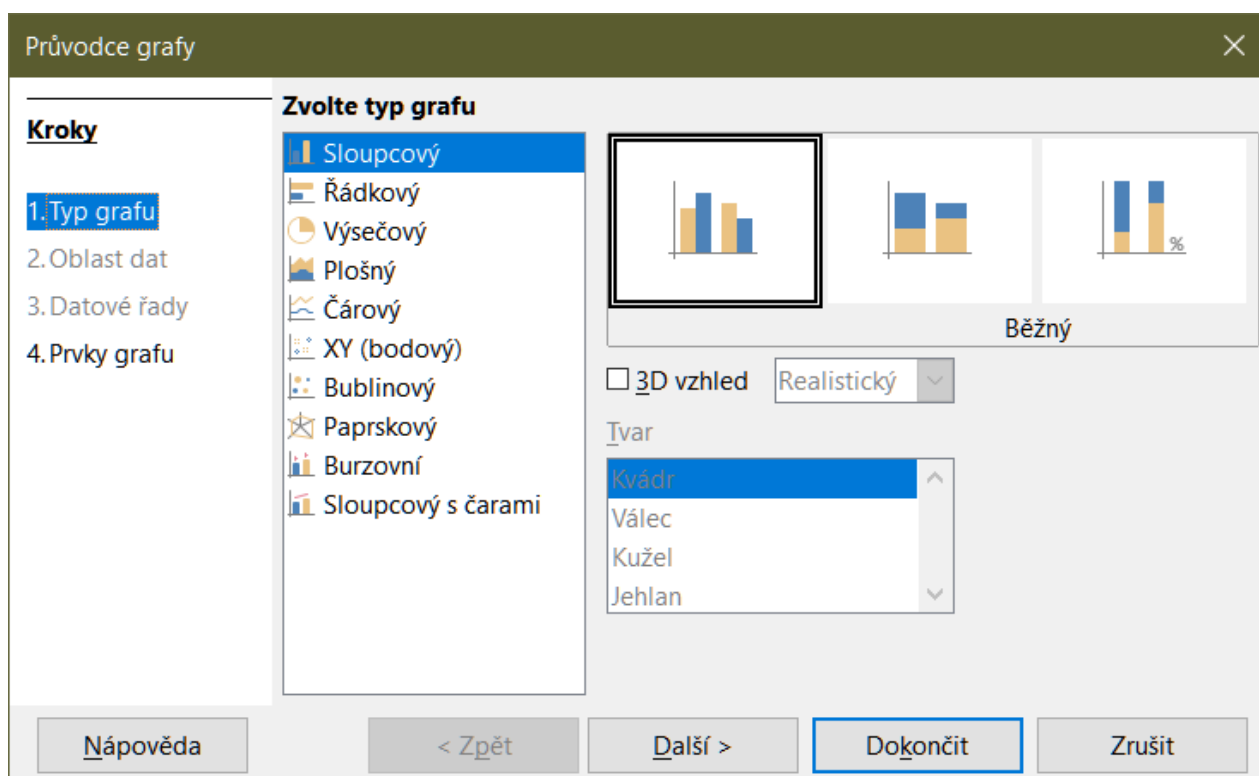 Průvodce grafy
Kroky
1. Typ grafu
2. Oblast dat
3. Datové řady
4. Prvky grafu
Zvolte typ grafu
Sloupcový
Řádkový
Výsečový
Plošný
Čárový
XY (bodový)
Bublinový
Paprskový
Burzovní
Sloupcový s čarami
%
Běžný
3D vzhled Realistický
Tvar
Kvádr
Válec
Kužel
Jehlan
Nápověda < Zpět Další > Dokončit Zrušit